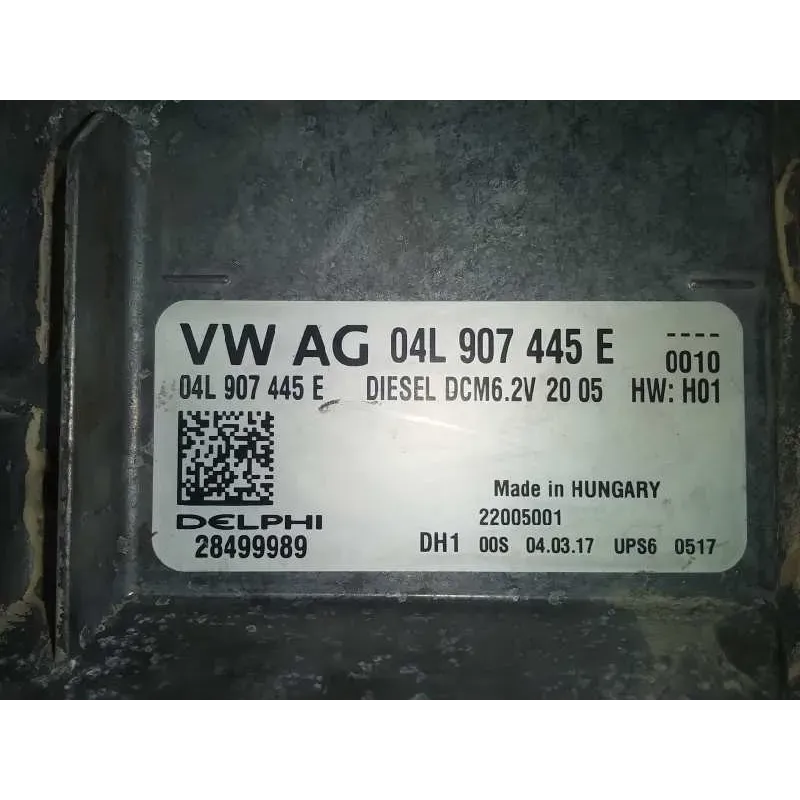 VW AG 04L 907 445 E ----
0010
04L 907 445 E DIESEL DCM6.2V 20 05 HW: H01
Made in HUNGARY
DELPHI 22005001
28499989 DH1 00S 04.03.17 UPS6 0517